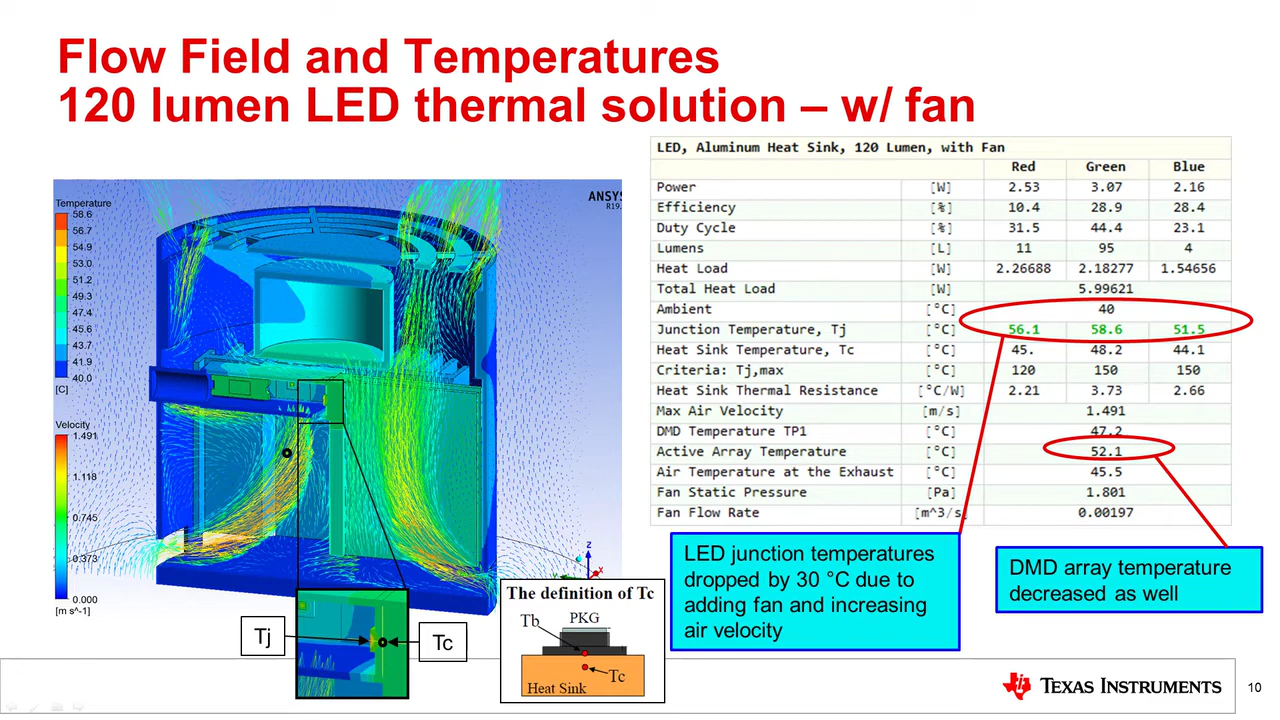 Flow Field and Temperatures
120 lumen LED thermal solution – w/ fan
Temperature
58.6
56.7
54.9
53.0
51.2
49.3
47.4
45.6
43.7
41.9
40.0
[C]
Velocity
1.491
1.118
0.745
0.373
0.000
[m s^-1]
ANSYS
R19.
Z
X
Y
Tj
Tc
The definition of Tc
Tb
PKG
Tc
Heat Sink
LED, Aluminum Heat Sink, 120 Lumen, with Fan
Red Green Blue
Power [W] 2.53 3.07 2.16
Efficiency [%] 10.4 28.9 28.4
Duty Cycle [%] 31.5 44.4 23.1
Lumens [L] 11 95 4
Heat Load [W] 2.26688 2.18277 1.54656
Total Heat Load [W] 5.99621
Ambient [°C] 40
Junction Temperature, Tj [°C] 56.1 58.6 51.5
Heat Sink Temperature, Tc [°C] 45. 48.2 44.1
Criteria: Tj,max [°C] 120 150 150
Heat Sink Thermal Resistance [°C/W] 2.21 3.73 2.66
Max Air Velocity [m/s] 1.491
DMD Temperature TP1 [°C] 47.2
Active Array Temperature [°C] 52.1
Air Temperature at the Exhaust [°C] 45.5
Fan Static Pressure [Pa] 1.801
Fan Flow Rate [m^3/s] 0.00197
LED junction temperatures
dropped by 30 °C due to
adding fan and increasing
air velocity
DMD array temperature
decreased as well
TEXAS INSTRUMENTS
10